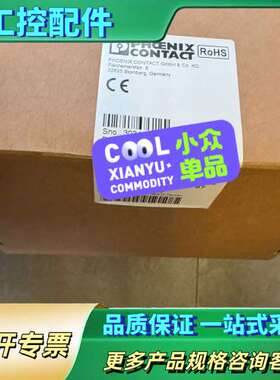 工控配件
PHOENIX
CONTACT
RoHS
PHOENIX CONTACT GmbH & Co. KG
Flachsmarktstr. 8
32825 Blomberg, Germany
CE
COOL
小众
XIANYU×
单品
COMMODITY
开专票
品质保证 一站式采
更多产品规格咨询客